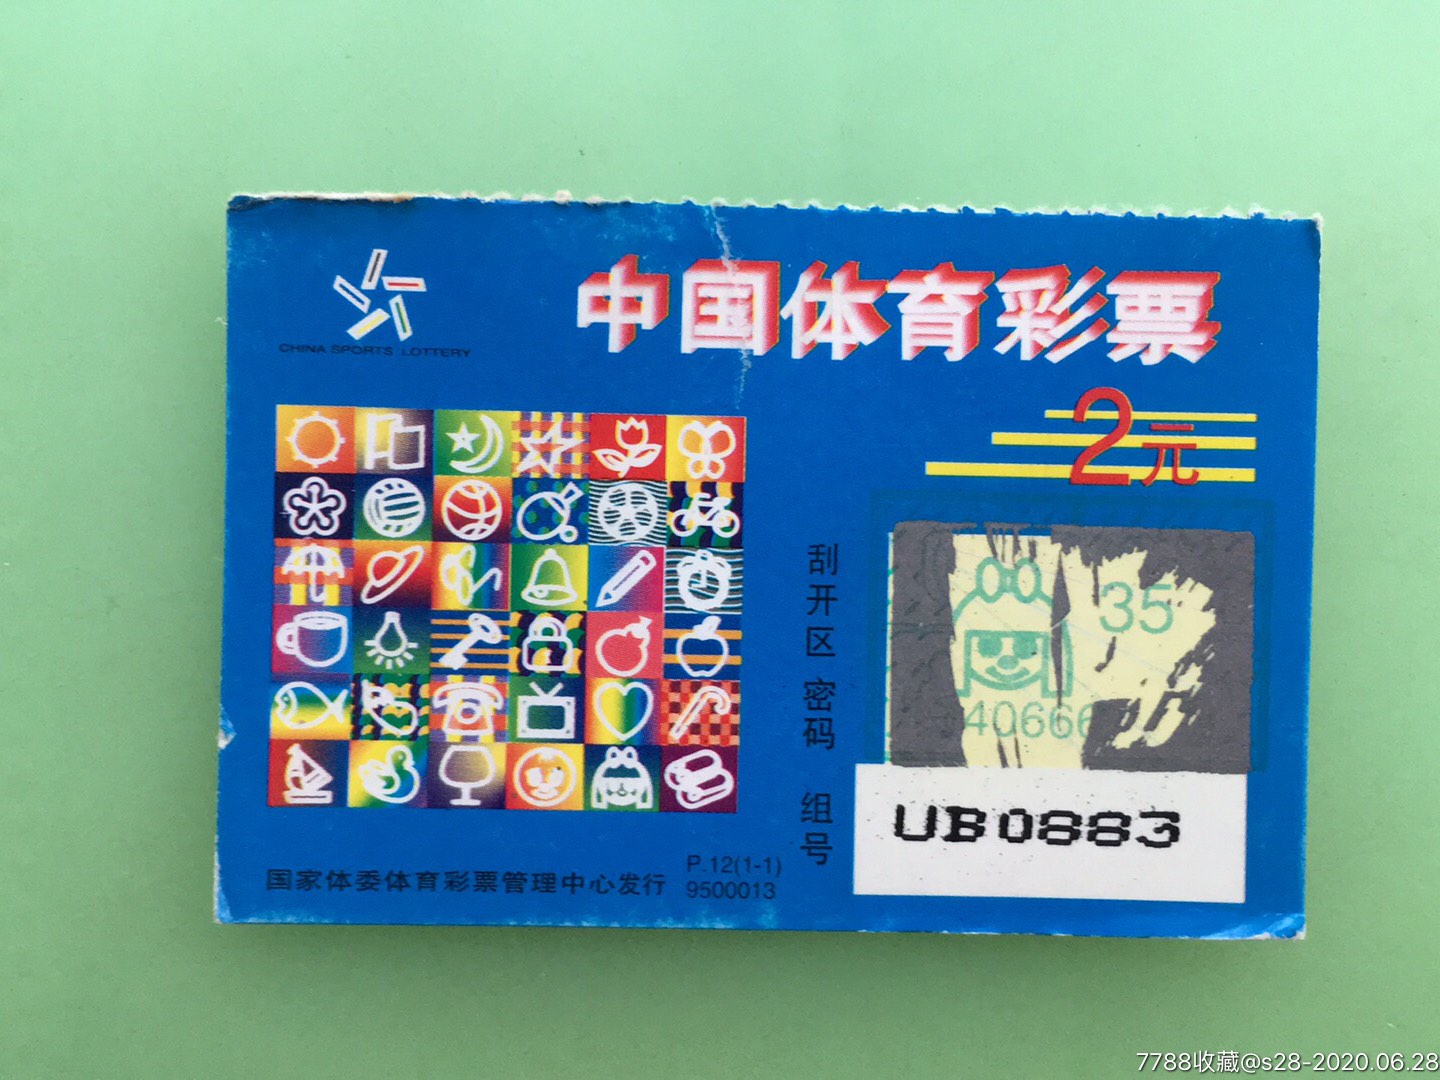 CHINA SPORTS LOTTERY
中国体育彩票
2元
刮开区 密码 组号
35
40666
UB0883
国家体委体育彩票管理中心发行
P.12(1-1)
9500013
7788收藏@s28-2020.06.28